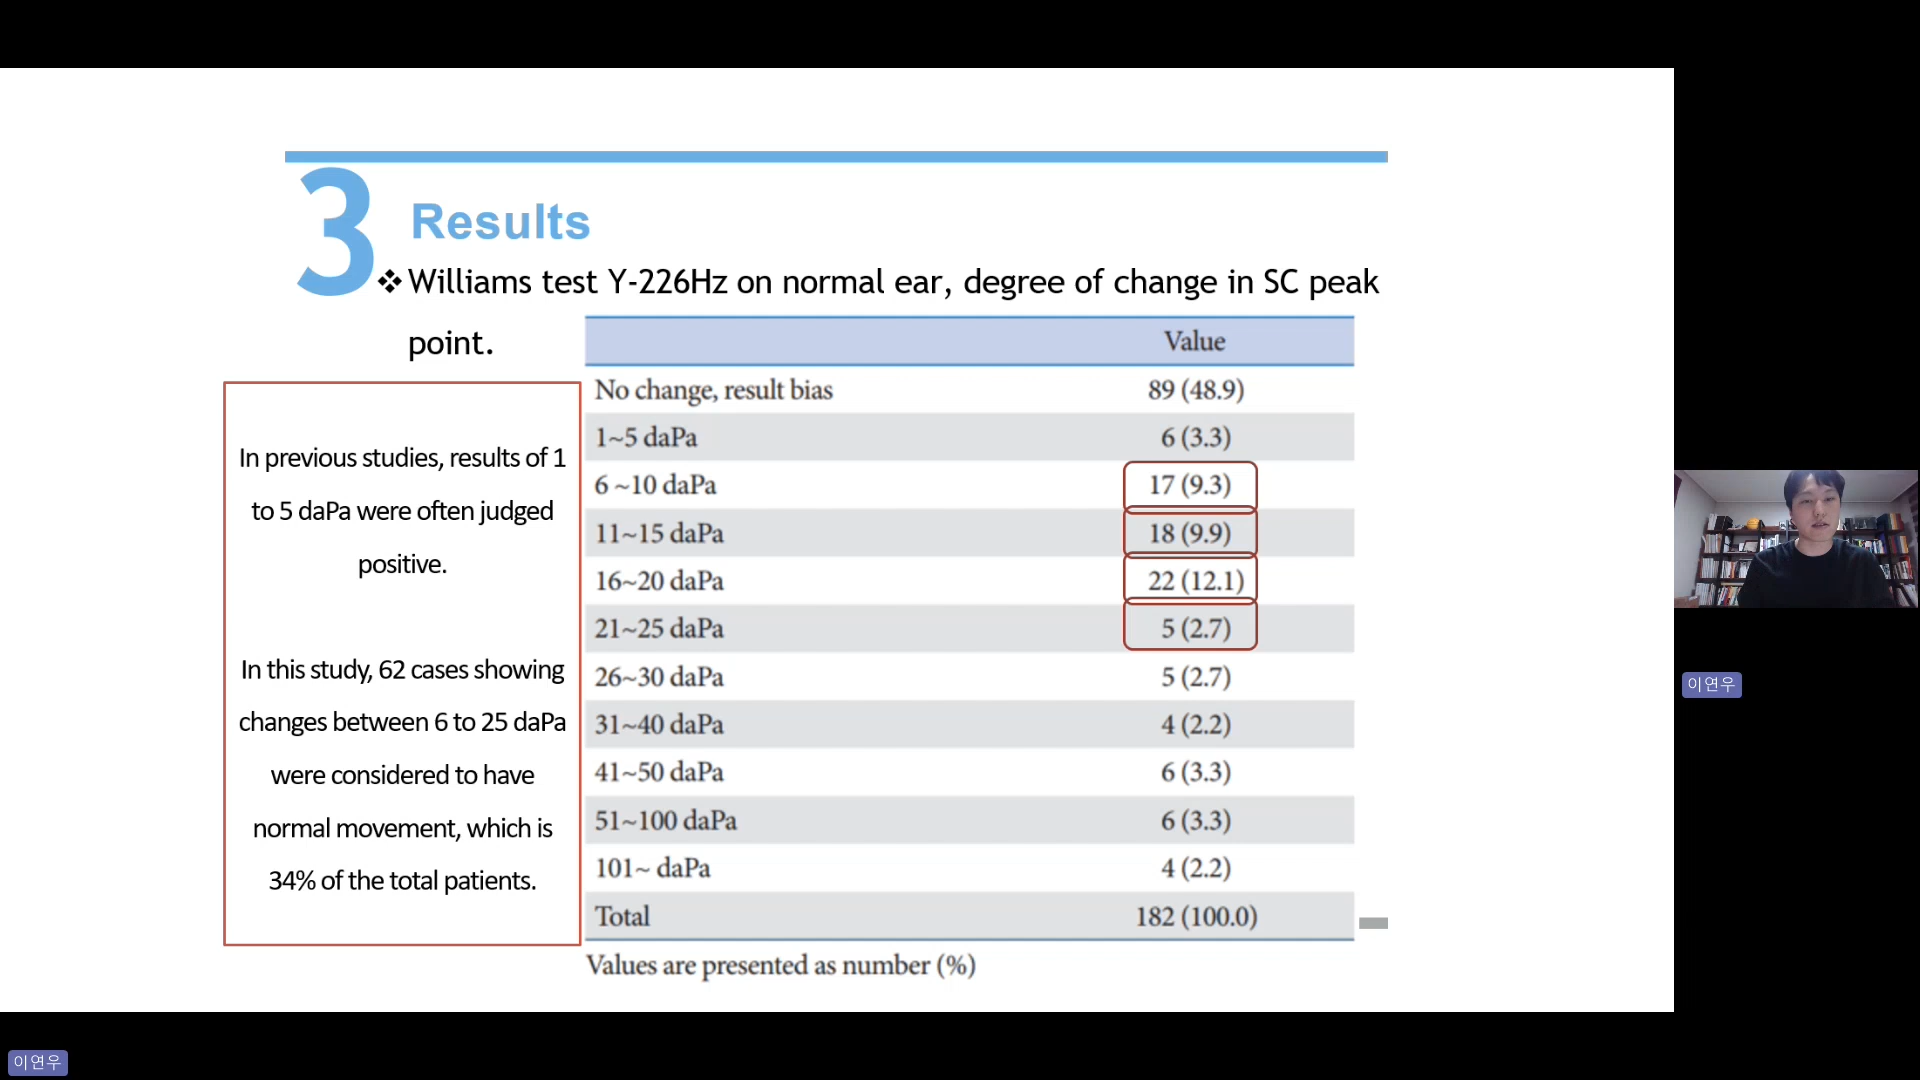 3 Results
❖ Williams test Y-226Hz on normal ear, degree of change in SC peak
point.
In previous studies, results of 1
to 5 daPa were often judged
positive.
In this study, 62 cases showing
changes between 6 to 25 daPa
were considered to have
normal movement, which is
34% of the total patients.
Value
No change, result bias 89 (48.9)
1~5 daPa 6 (3.3)
6 ~10 daPa 17 (9.3)
11~15 daPa 18 (9.9)
16~20 daPa 22 (12.1)
21~25 daPa 5 (2.7)
26~30 daPa 5 (2.7)
31~40 daPa 4 (2.2)
41~50 daPa 6 (3.3)
51~100 daPa 6 (3.3)
101~ daPa 4 (2.2)
Total 182 (100.0)
Values are presented as number (%)
이연우
이연우